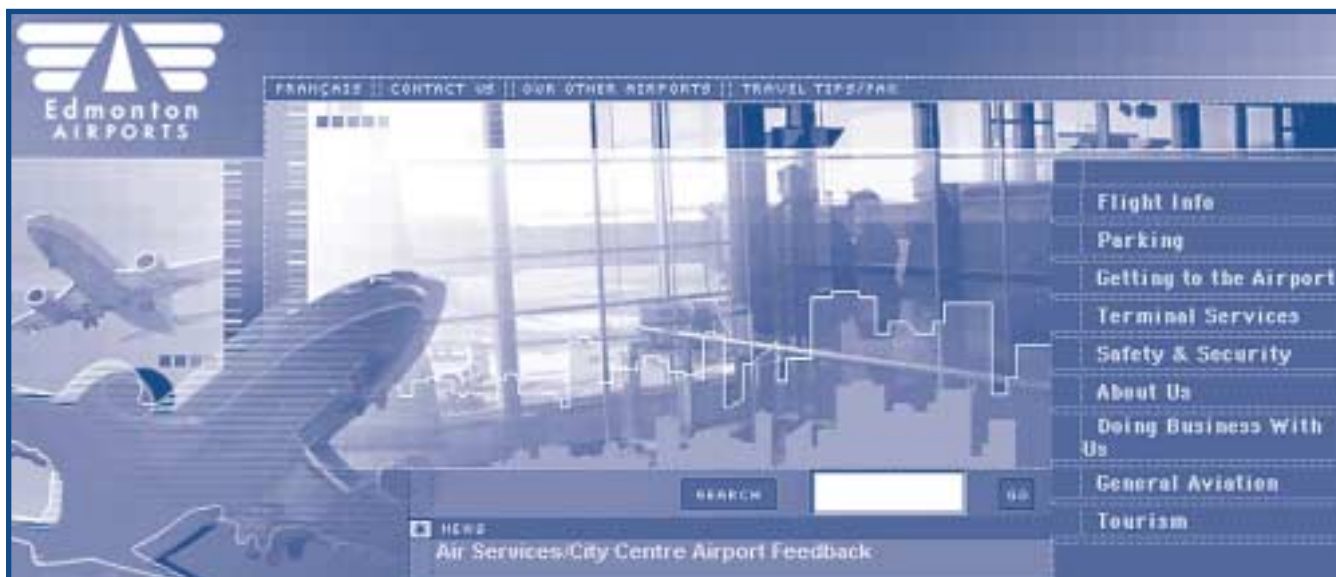 Edmonton
AIRPORTS
FRANÇAIS || CONTACT US || OUR OTHER AIRPORTS || TRAVEL TIPS/FAQ
Flight Info
Parking
Getting to the Airport
Terminal Services
Safety & Security
About Us
Doing Business With
Us
General Aviation
Tourism
SEARCH
GO
NEWS
Air Services/City Centre Airport Feedback